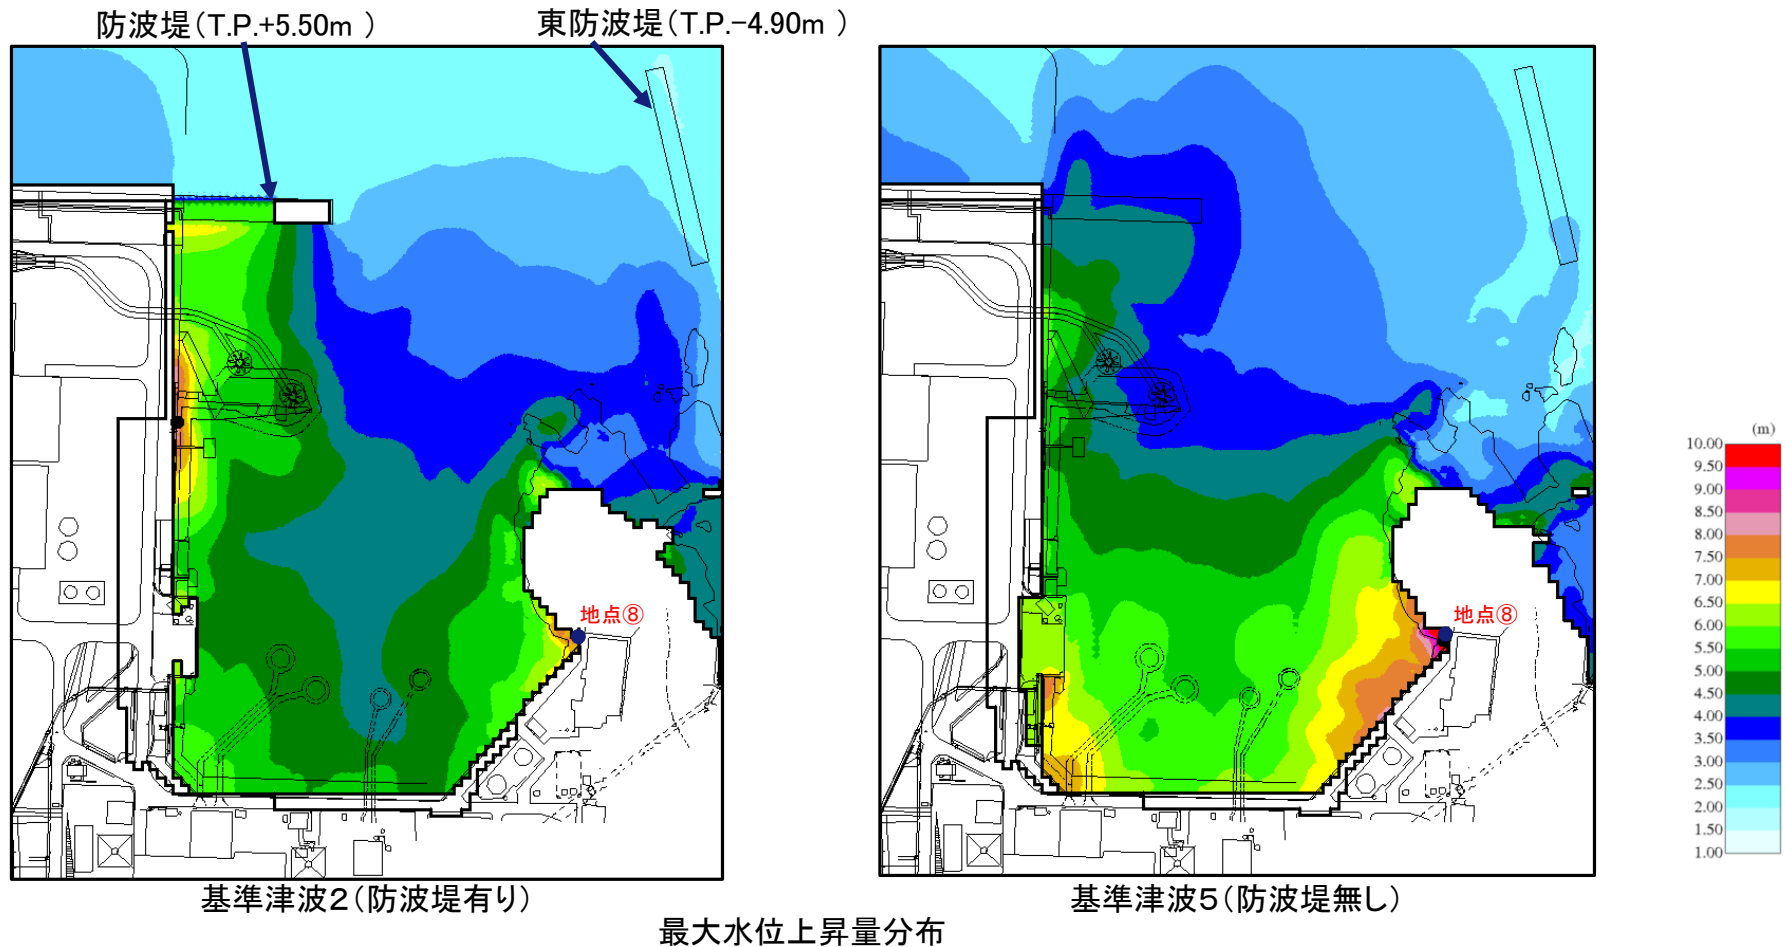 防波堤(T.P.+5.50m )
東防波堤(T.P.-4.90m )
地点⑧
地点⑧
(m)
10.00
9.50
9.00
8.50
8.00
7.50
7.00
6.50
6.00
5.50
5.00
4.50
4.00
3.50
3.00
2.50
2.00
1.50
1.00
基準津波2(防波堤有り)
基準津波5(防波堤無し)
最大水位上昇量分布